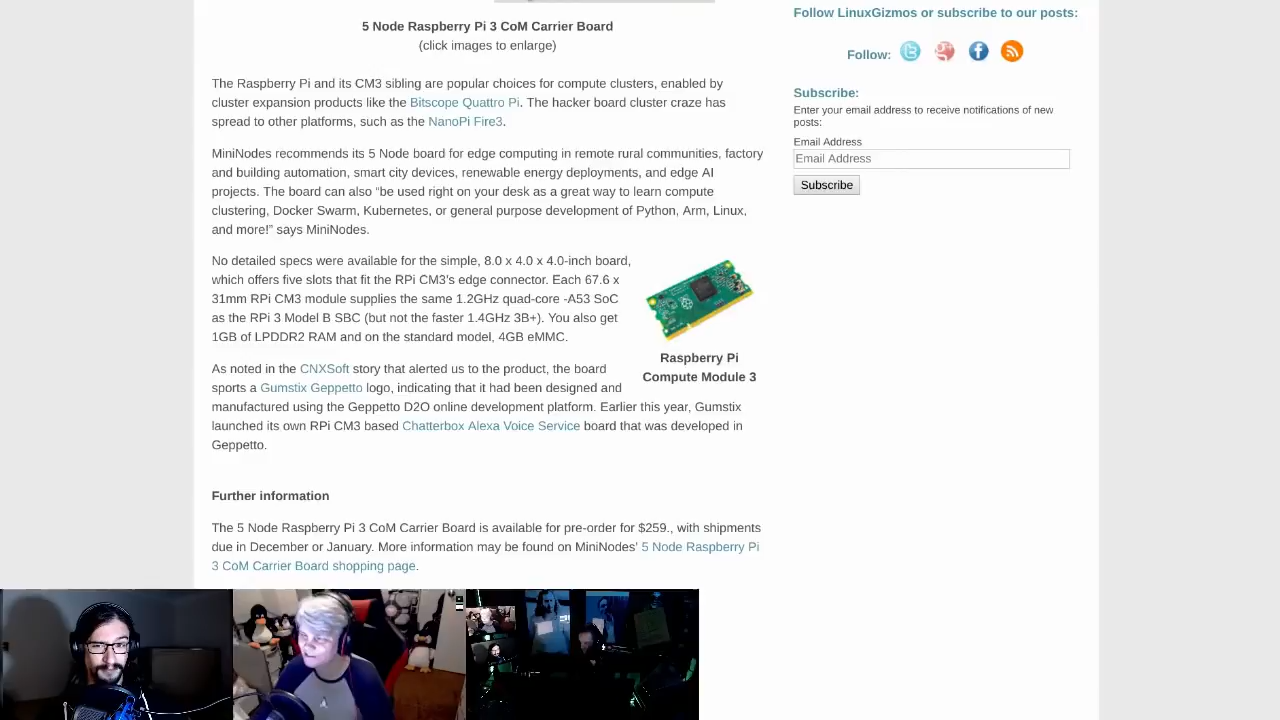 5 Node Raspberry Pi 3 CoM Carrier Board
(click images to enlarge)
The Raspberry Pi and its CM3 sibling are popular choices for compute clusters, enabled by
cluster expansion products like the Bitscope Quattro Pi. The hacker board cluster craze has
spread to other platforms, such as the NanoPi Fire3.
MiniNodes recommends its 5 Node board for edge computing in remote rural communities, factory
and building automation, smart city devices, renewable energy deployments, and edge AI
projects. The board can also “be used right on your desk as a great way to learn compute
clustering, Docker Swarm, Kubernetes, or general purpose development of Python, Arm, Linux,
and more!” says MiniNodes.
No detailed specs were available for the simple, 8.0 x 4.0 x 4.0-inch board,
which offers five slots that fit the RPi CM3's edge connector. Each 67.6 x
31mm RPi CM3 module supplies the same 1.2GHz quad-core -A53 SoC
as the RPi 3 Model B SBC (but not the faster 1.4GHz 3B+). You also get
1GB of LPDDR2 RAM and on the standard model, 4GB eMMC.
Raspberry Pi
Compute Module 3
As noted in the CNXSoft story that alerted us to the product, the board
sports a Gumstix Geppetto logo, indicating that it had been designed and
manufactured using the Geppetto D2O online development platform. Earlier this year, Gumstix
launched its own RPi CM3 based Chatterbox Alexa Voice Service board that was developed in
Geppetto.
Further information
The 5 Node Raspberry Pi 3 CoM Carrier Board is available for pre-order for $259., with shipments
due in December or January. More information may be found on MiniNodes' 5 Node Raspberry Pi
3 CoM Carrier Board shopping page.
Follow LinuxGizmos or subscribe to our posts:
Follow:
Subscribe:
Enter your email address to receive notifications of new
posts:
Email Address
Email Address
Subscribe